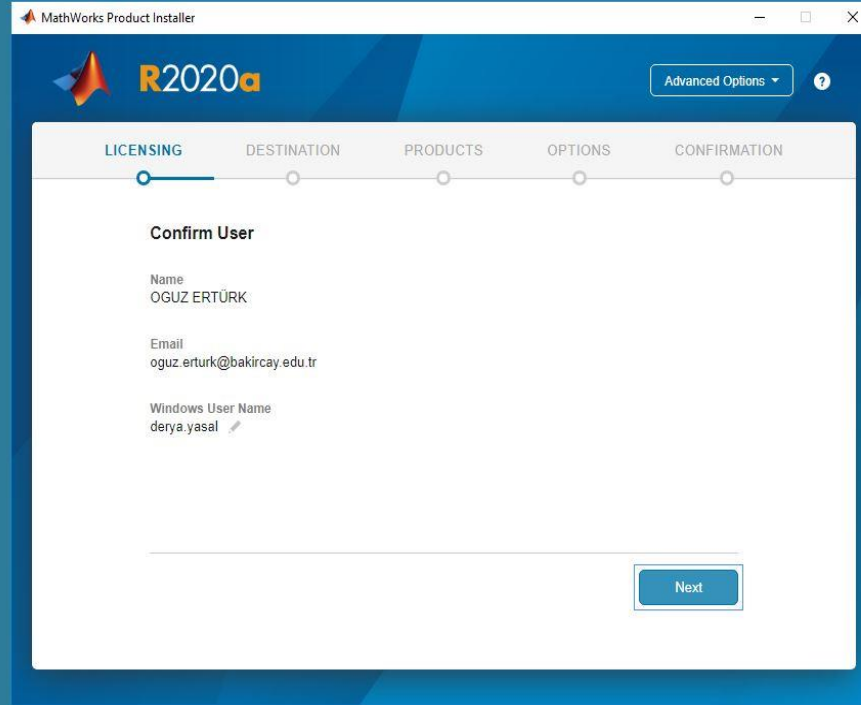 MathWorks Product Installer
R2020a
Advanced Options
?
LICENSING DESTINATION PRODUCTS OPTIONS CONFIRMATION
Confirm User
Name
OGUZ ERTÜRK
Email
oguz.erturk@bakircay.edu.tr
Windows User Name
derya.yasal
Next